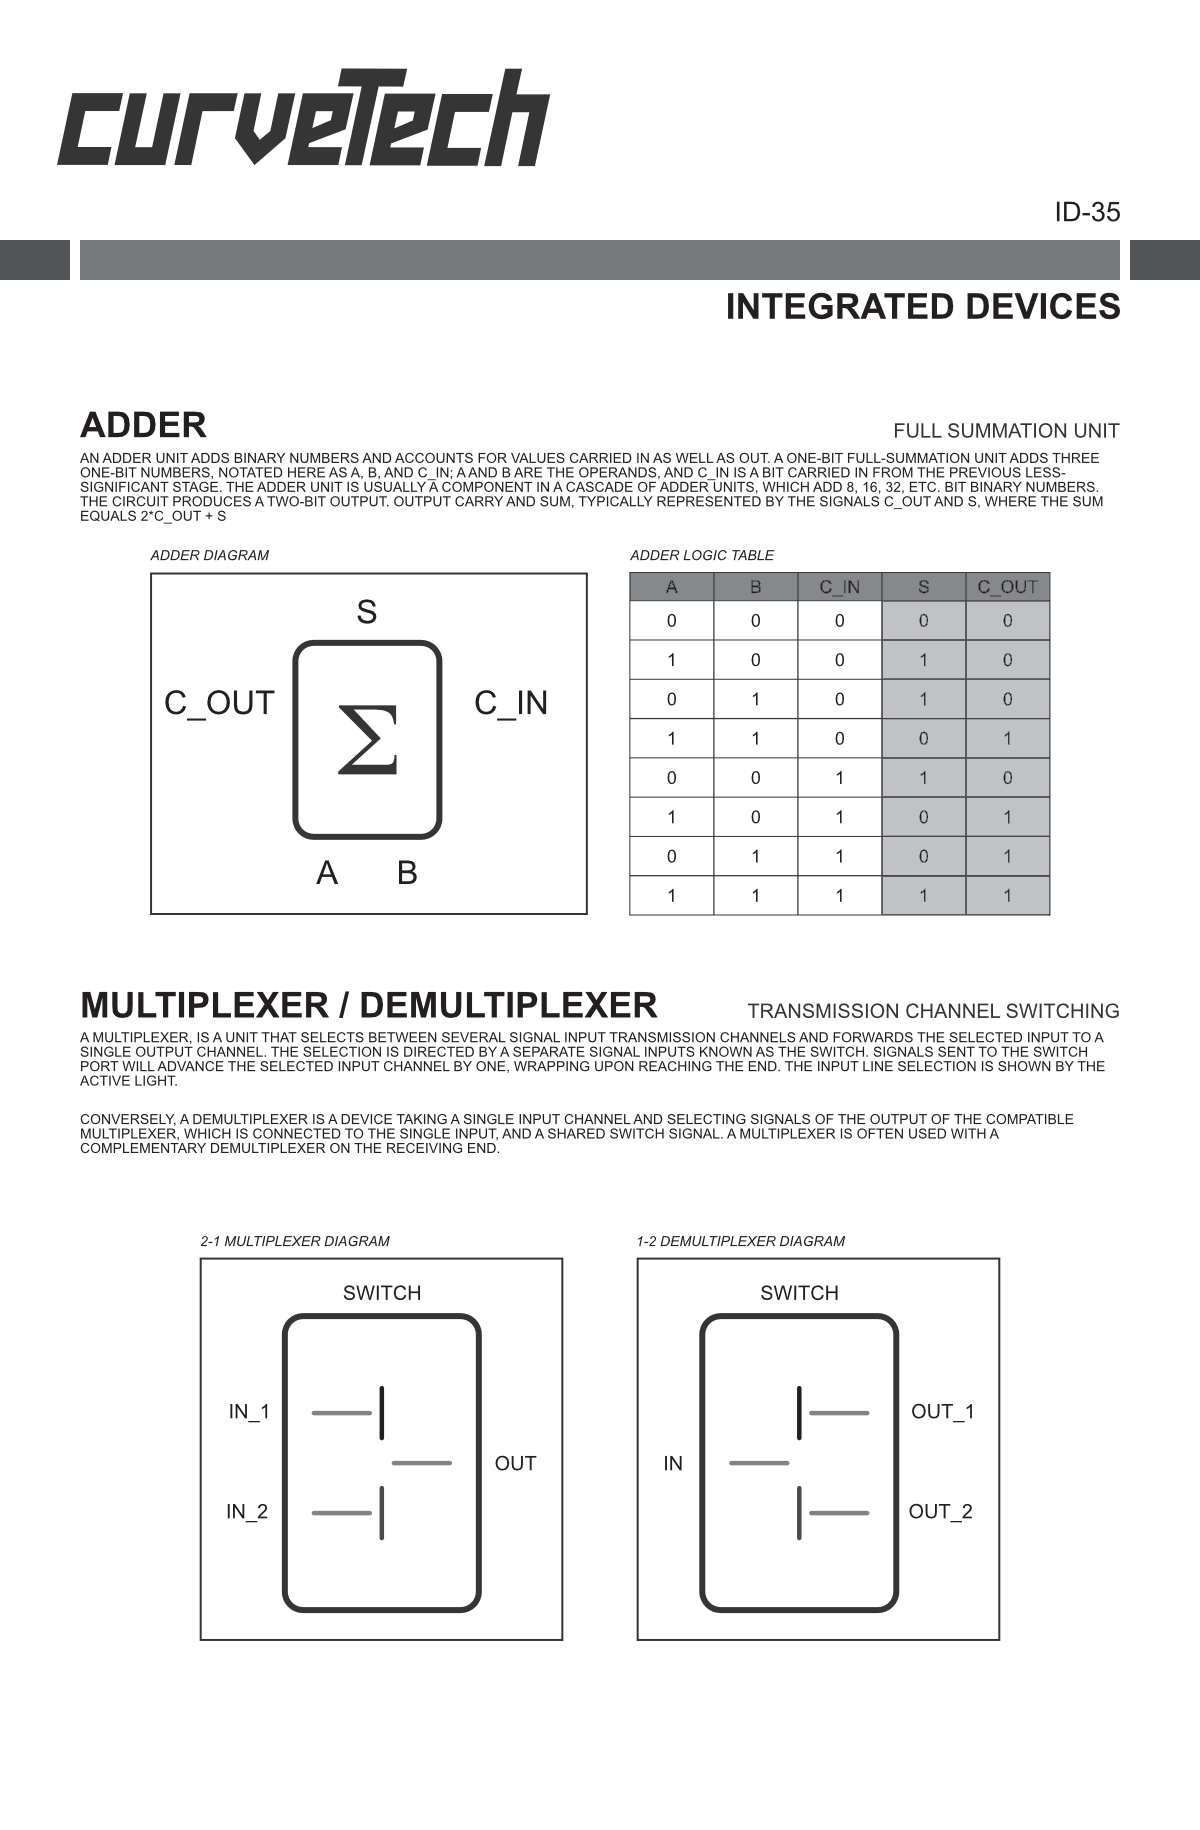 curveTech
ID-35
INTEGRATED DEVICES
ADDER
FULL SUMMATION UNIT
AN ADDER UNIT ADDS BINARY NUMBERS AND ACCOUNTS FOR VALUES CARRIED IN AS WELL AS OUT. A ONE-BIT FULL-SUMMATION UNIT ADDS THREE
ONE-BIT NUMBERS, NOTATED HERE AS A, B, AND C_IN; A AND B ARE THE OPERANDS, AND C_IN IS A BIT CARRIED IN FROM THE PREVIOUS LESS-
SIGNIFICANT STAGE. THE ADDER UNIT IS USUALLY A COMPONENT IN A CASCADE OF ADDER UNITS, WHICH ADD 8, 16, 32, ETC. BIT BINARY NUMBERS.
THE CIRCUIT PRODUCES A TWO-BIT OUTPUT. OUTPUT CARRY AND SUM, TYPICALLY REPRESENTED BY THE SIGNALS C_OUT AND S, WHERE THE SUM
EQUALS 2*C_OUT + S
ADDER DIAGRAM
S
C_OUT
Σ
C_IN
A B
ADDER LOGIC TABLE
A B C_IN S C_OUT
0 0 0 0 0
1 0 0 1 0
0 1 0 1 0
1 1 0 0 1
0 0 1 1 0
1 0 1 0 1
0 1 1 0 1
1 1 1 1 1
MULTIPLEXER / DEMULTIPLEXER
TRANSMISSION CHANNEL SWITCHING
A MULTIPLEXER, IS A UNIT THAT SELECTS BETWEEN SEVERAL SIGNAL INPUT TRANSMISSION CHANNELS AND FORWARDS THE SELECTED INPUT TO A
SINGLE OUTPUT CHANNEL. THE SELECTION IS DIRECTED BY A SEPARATE SIGNAL INPUTS KNOWN AS THE SWITCH. SIGNALS SENT TO THE SWITCH
PORT WILL ADVANCE THE SELECTED INPUT CHANNEL BY ONE, WRAPPING UPON REACHING THE END. THE INPUT LINE SELECTION IS SHOWN BY THE
ACTIVE LIGHT.
CONVERSELY, A DEMULTIPLEXER IS A DEVICE TAKING A SINGLE INPUT CHANNEL AND SELECTING SIGNALS OF THE OUTPUT OF THE COMPATIBLE
MULTIPLEXER, WHICH IS CONNECTED TO THE SINGLE INPUT, AND A SHARED SWITCH SIGNAL. A MULTIPLEXER IS OFTEN USED WITH A
COMPLEMENTARY DEMULTIPLEXER ON THE RECEIVING END.
2-1 MULTIPLEXER DIAGRAM
SWITCH
IN_1
OUT
IN_2
1-2 DEMULTIPLEXER DIAGRAM
SWITCH
OUT_1
IN
OUT_2